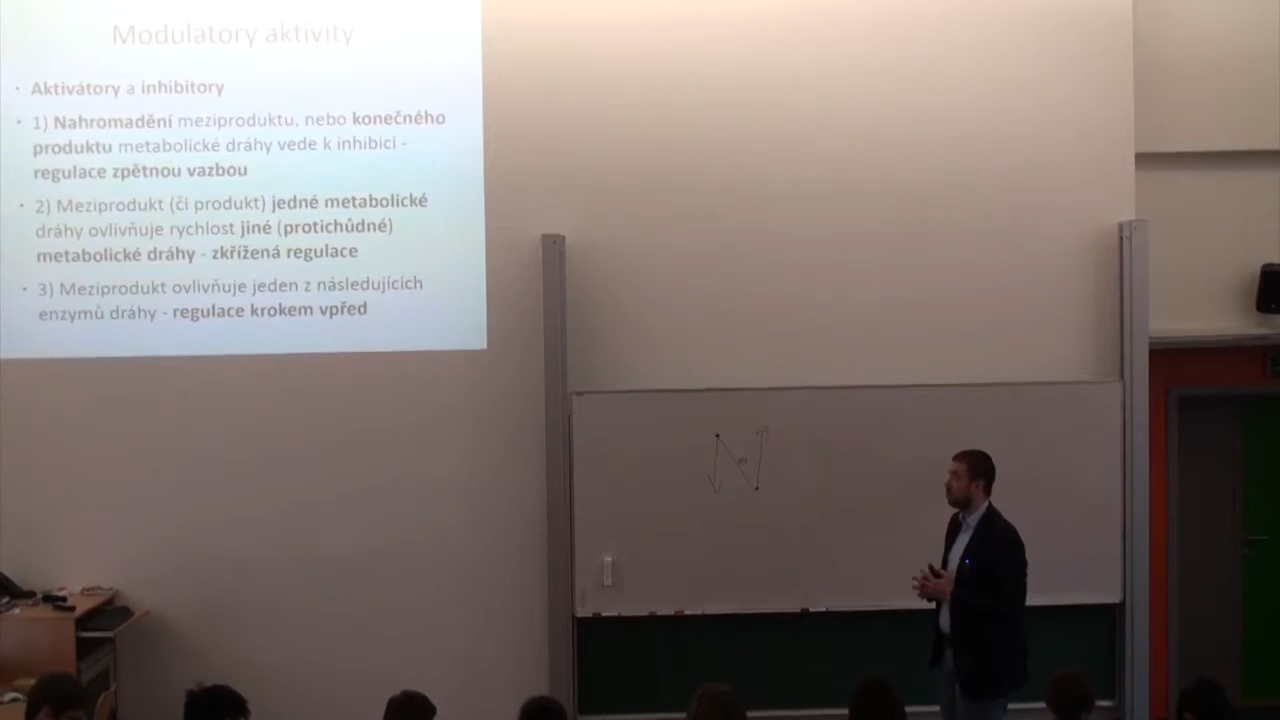 Modulátory aktivity
• Aktivátory a inhibitory
• 1) Nahromadění meziproduktu, nebo konečného
produktu metabolické dráhy vede k inhibici -
regulace zpětnou vazbou
• 2) Meziprodukt (či produkt) jedné metabolické
dráhy ovlivňuje rychlost jiné (protichůdné)
metabolické dráhy - zkřížená regulace
• 3) Meziprodukt ovlivňuje jeden z následujících
enzymů dráhy - regulace krokem vpřed